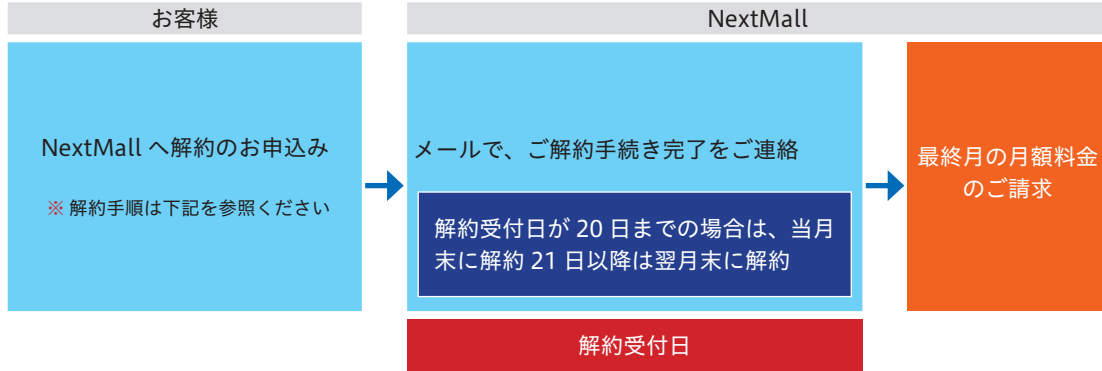 お客様
NextMall
NextMall へ解約のお申込み
※ 解約手順は下記を参照ください
メールで、ご解約手続き完了をご連絡
解約受付日が 20 日までの場合は、当月
末に解約 21 日以降は翌月末に解約
解約受付日
最終月の月額料金
のご請求